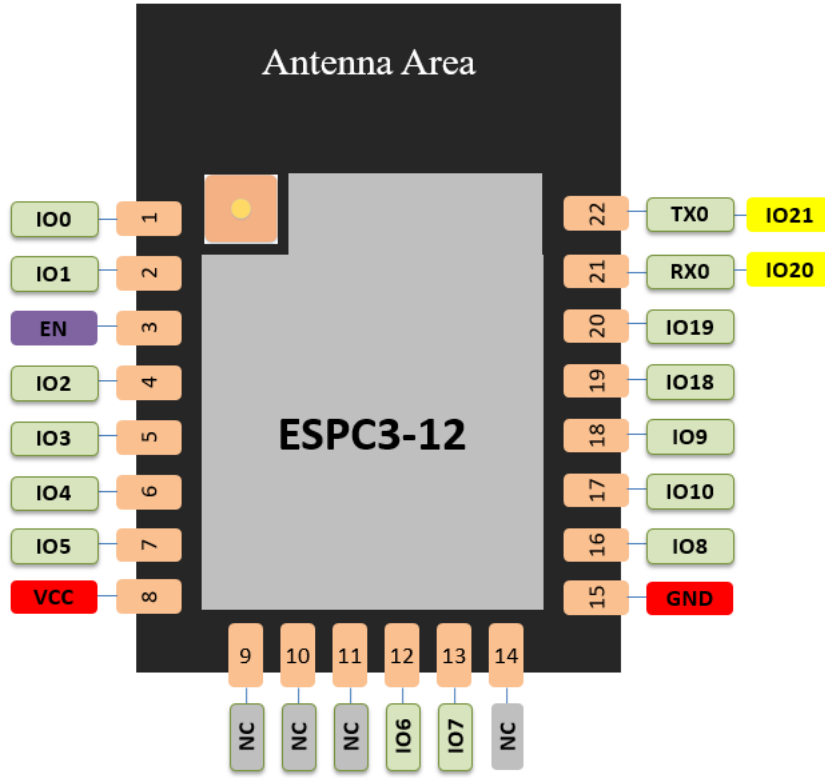 Antenna Area
IO0 1 22 TX0 IO21
IO1 2 21 RX0 IO20
EN 3 20 IO19
IO2 4 19 IO18
IO3 5 18 IO9
ESPC3-12
IO4 6 17 IO10
IO5 7 16 IO8
VCC 8 15 GND
9 10 11 12 13 14
NC NC NC IO6 IO7 NC